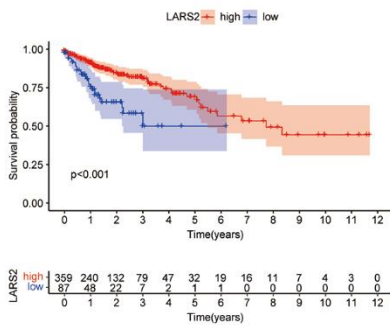 LARS2 high low
1.00
0.75
0.50
0.25
0.00
Survival probability
p<0.001
0 1 2 3 4 5 6 7 8 9 10 11 12
Time(years)
LARS2
high 359 240 132 79 47 32 19 16 11 7 4 3 0
low 87 48 22 7 2 1 1 0 0 0 0 0 0
0 1 2 3 4 5 6 7 8 9 10 11 12
Time(years)